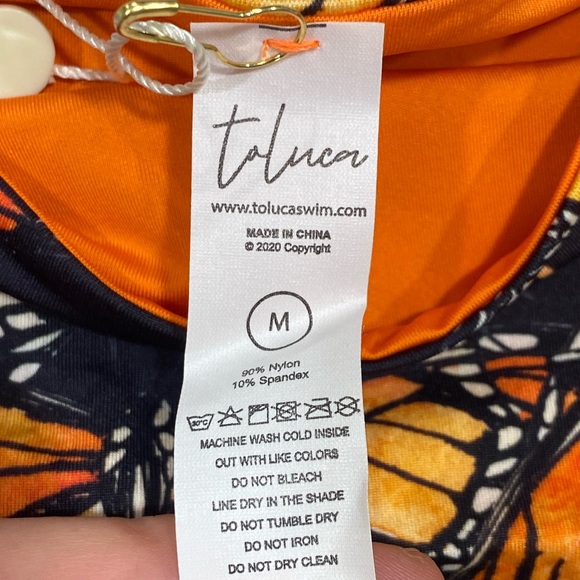 toluca
www.tolucaswim.com
MADE IN CHINA
© 2020 Copyright
M
90% Nylon
10% Spandex
30°C
MACHINE WASH COLD INSIDE
OUT WITH LIKE COLORS
DO NOT BLEACH
LINE DRY IN THE SHADE
DO NOT TUMBLE DRY
DO NOT IRON
DO NOT DRY CLEAN